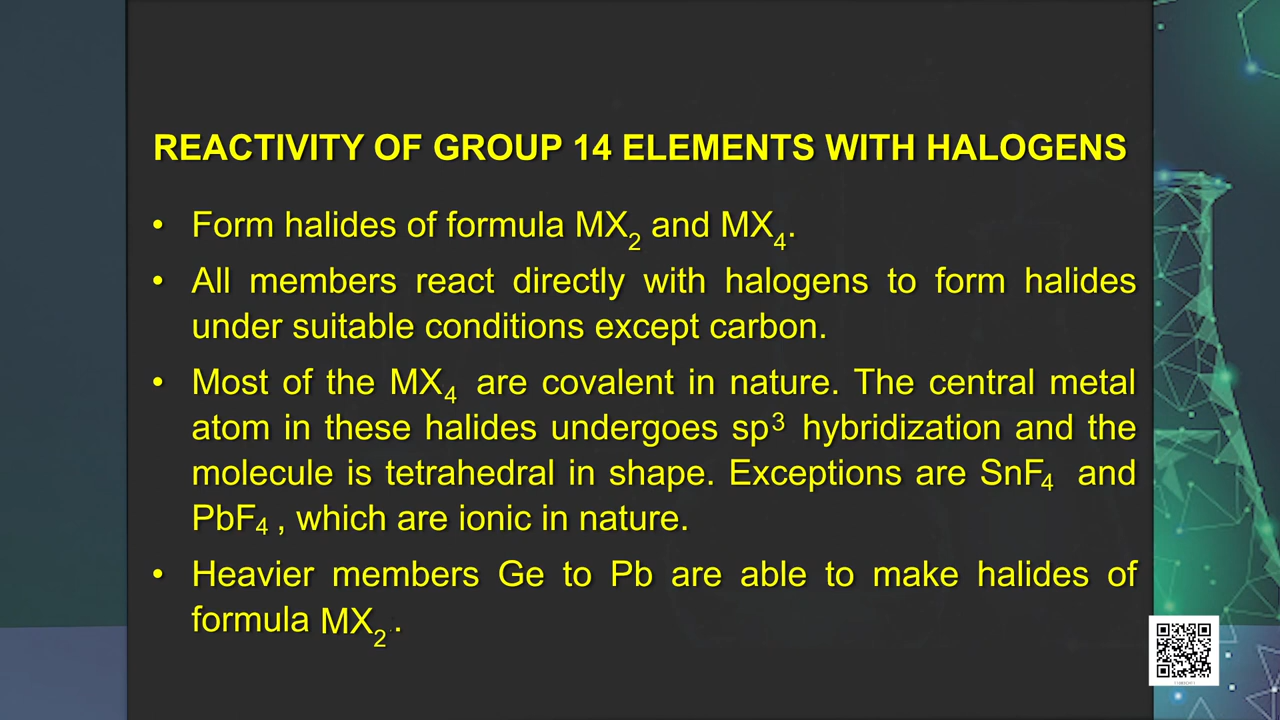 REACTIVITY OF GROUP 14 ELEMENTS WITH HALOGENS
• Form halides of formula MX₂ and MX₄.
• All members react directly with halogens to form halides
under suitable conditions except carbon.
• Most of the MX₄ are covalent in nature. The central metal
atom in these halides undergoes sp³ hybridization and the
molecule is tetrahedral in shape. Exceptions are SnF₄ and
PbF₄ , which are ionic in nature.
• Heavier members Ge to Pb are able to make halides of
formula MX₂ .